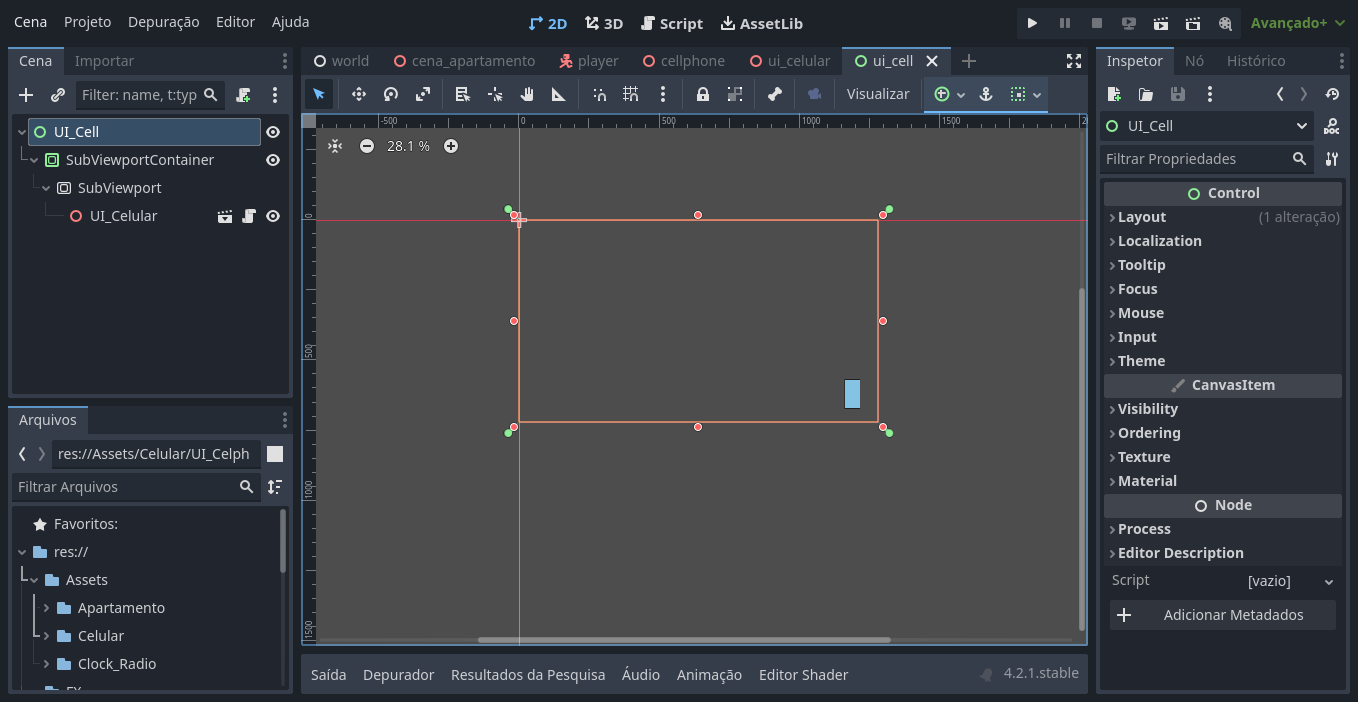 Cena Projeto Depuração Editor Ajuda 2D 3D Script AssetLib Avançado+
Cena Importar
Filter: name, t:typ
UI_Cell
SubViewportContainer
SubViewport
UI_Celular
Arquivos
res://Assets/Celular/UI_Celph
Filtrar Arquivos
Favoritos:
res://
Assets
Apartamento
Celular
Clock_Radio
world cena_apartamento player cellphone ui_celular ui_cell
Visualizar
-500 0 500 1000 1500
28.1 %
0
500
1000
1500
Saída Depurador Resultados da Pesquisa Áudio Animação Editor Shader 4.2.1.stable
Inspetor Nó Histórico
UI_Cell
DOC
Filtrar Propriedades
Control
Layout (1 alteração)
Localization
Tooltip
Focus
Mouse
Input
Theme
CanvasItem
Visibility
Ordering
Texture
Material
Node
Process
Editor Description
Script [vazio]
Adicionar Metadados